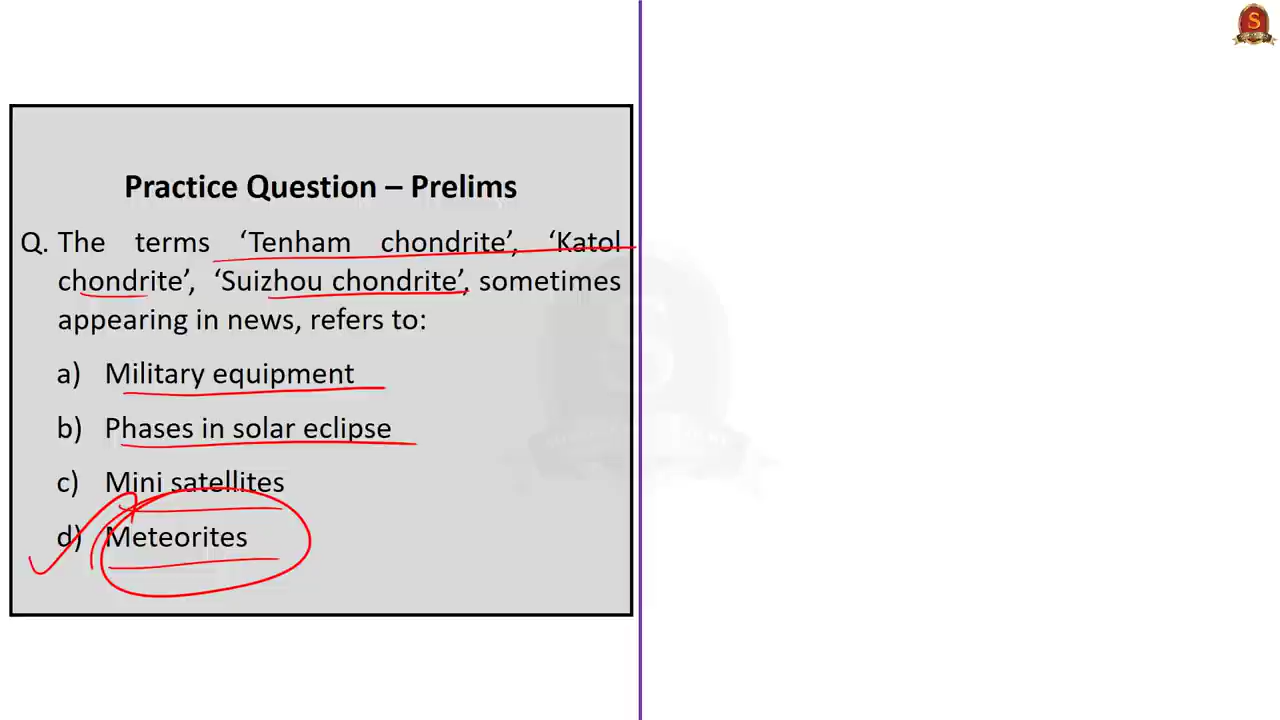 Practice Question – Prelims
Q. The terms ‘Tenham chondrite’, ‘Katol
chondrite’, ‘Suizhou chondrite’, sometimes
appearing in news, refers to:
a) Military equipment
b) Phases in solar eclipse
c) Mini satellites
d) Meteorites
S